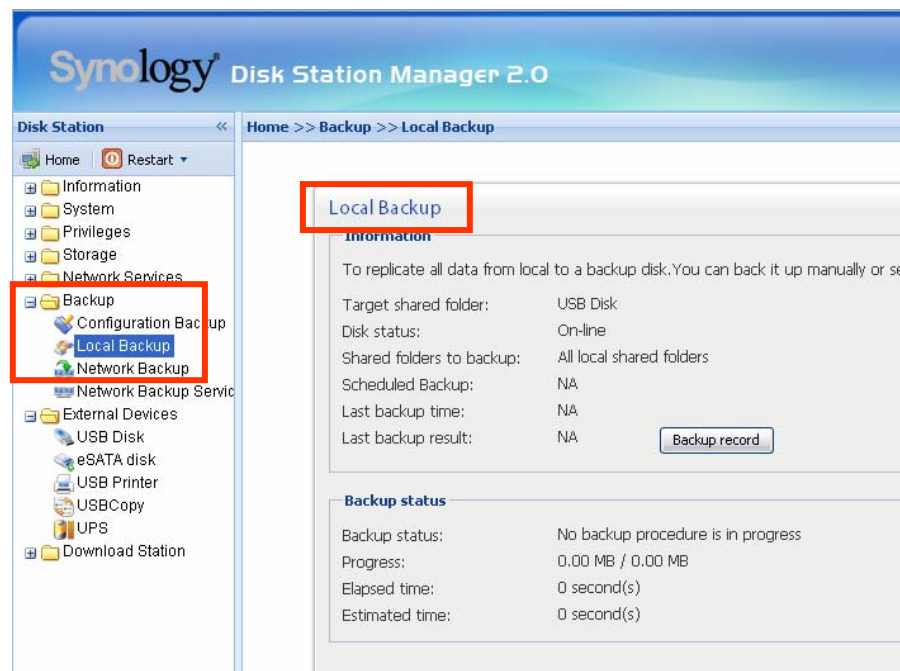 Synology Disk Station Manager 2.0
Disk Station «
Home >> Backup >> Local Backup
Home Restart
Information
System
Privileges
Storage
Network Services
Backup
Configuration Backup
Local Backup
Network Backup
Network Backup Servic
External Devices
USB Disk
eSATA disk
USB Printer
USBCopy
UPS
Download Station
Local Backup
Information
To replicate all data from local to a backup disk.You can back it up manually or se
Target shared folder: USB Disk
Disk status: On-line
Shared folders to backup: All local shared folders
Scheduled Backup: NA
Last backup time: NA
Last backup result: NA Backup record
Backup status
Backup status: No backup procedure is in progress
Progress: 0.00 MB / 0.00 MB
Elapsed time: 0 second(s)
Estimated time: 0 second(s)